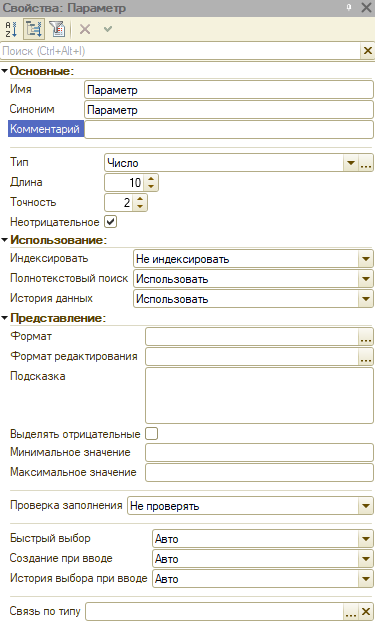 Свойства: Параметр
Поиск (Ctrl+Alt+I)
Основные:
Имя Параметр
Синоним Параметр
Комментарий
Тип Число
Длина 10
Точность 2
Неотрицательное
Использование:
Индексировать Не индексировать
Полнотекстовый поиск Использовать
История данных Использовать
Представление:
Формат
Формат редактирования
Подсказка
Выделять отрицательные
Минимальное значение
Максимальное значение
Проверка заполнения Не проверять
Быстрый выбор Авто
Создание при вводе Авто
История выбора при вводе Авто
Связь по типу